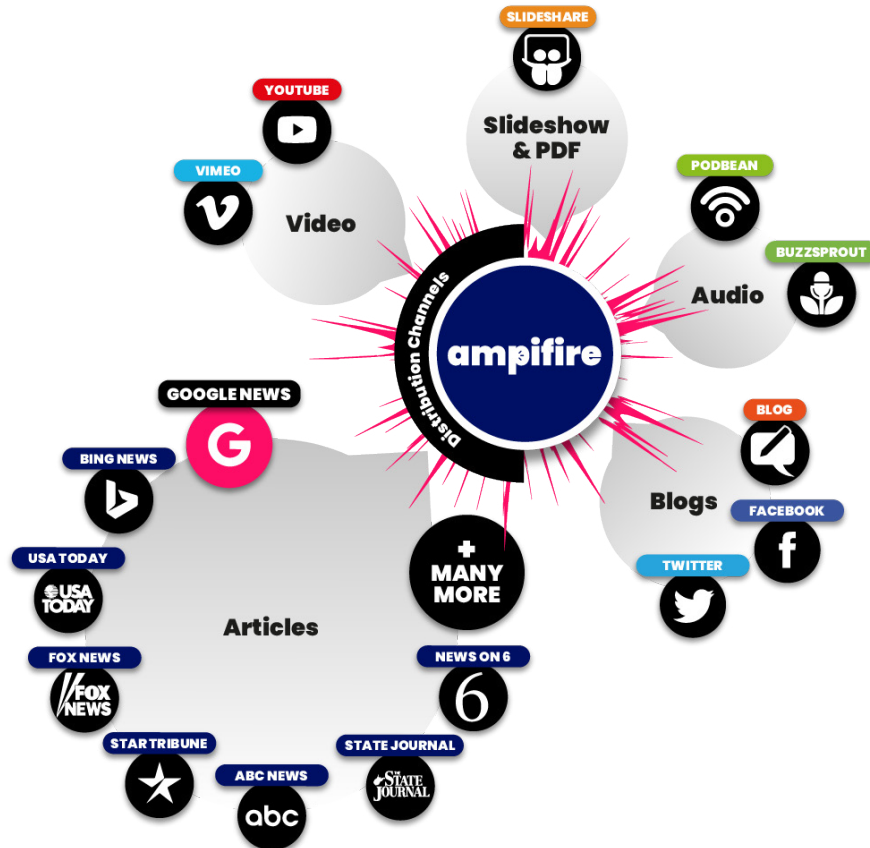 SLIDESHARE
Slideshow
& PDF
YOUTUBE
VIMEO
Video
PODBEAN
BUZZSPROUT
Audio
Distribution Channels
ampifire
GOOGLE NEWS
G
BING NEWS
b
USA TODAY
USA
TODAY
FOX NEWS
FOX
NEWS
STARTRIBUNE
ABC NEWS
abc
STATE JOURNAL
THE
STATE
JOURNAL
NEWS ON 6
6
+
MANY
MORE
Articles
BLOG
Blogs
FACEBOOK
f
TWITTER